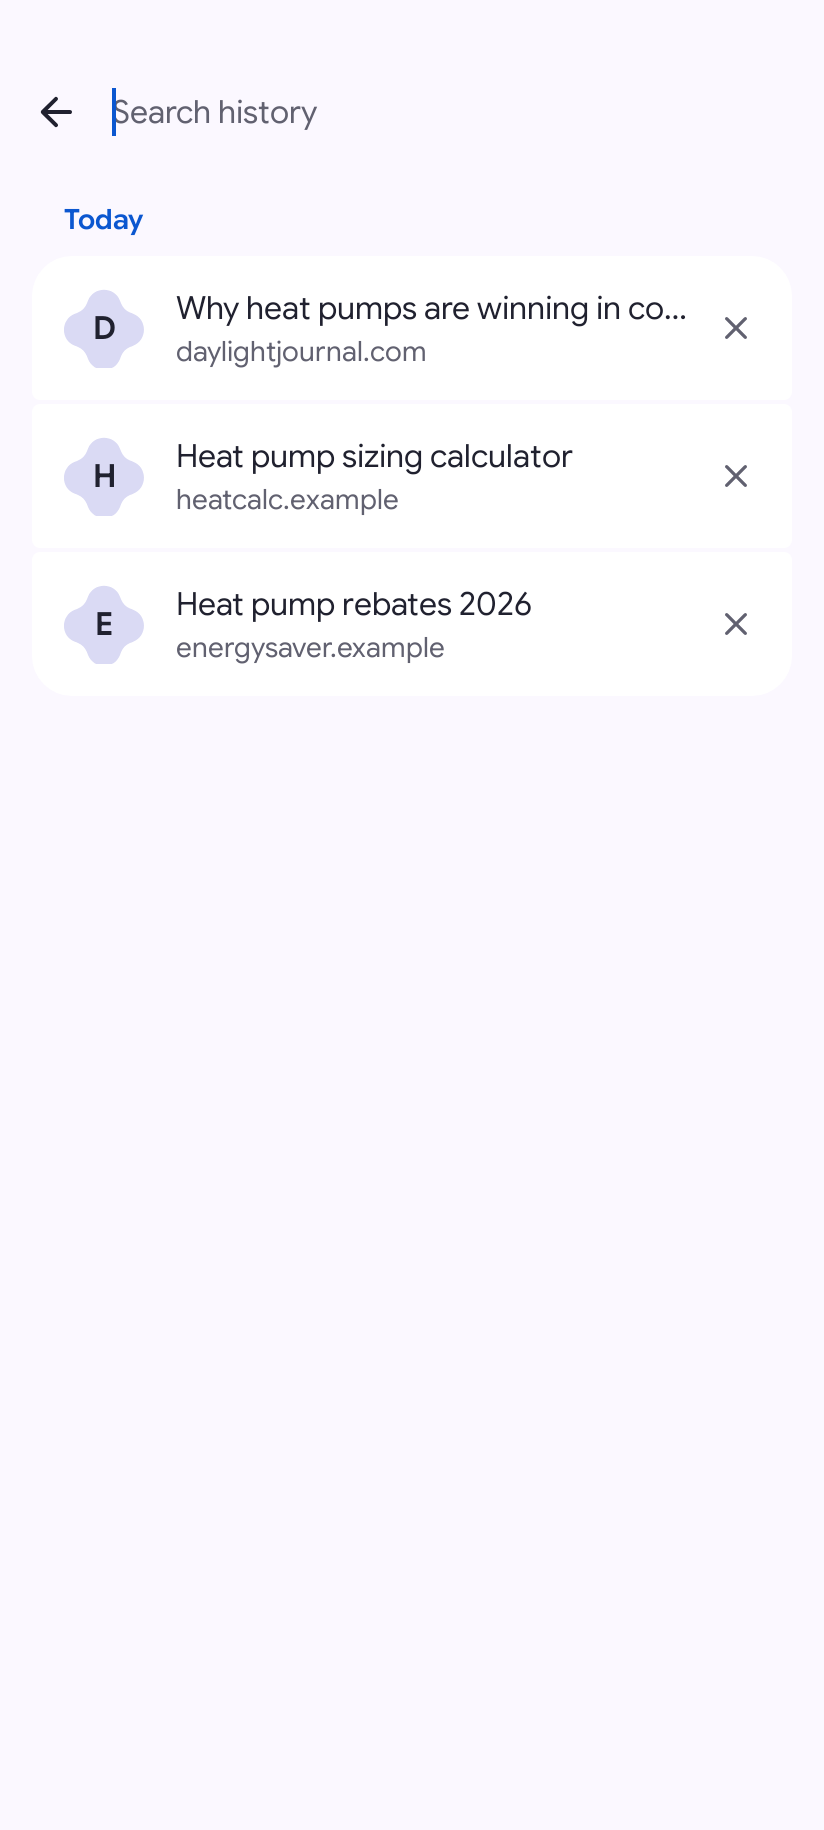 Search history
Today
D
Why heat pumps are winning in co...
daylightjournal.com
H
Heat pump sizing calculator
heatcalc.example
E
Heat pump rebates 2026
energysaver.example